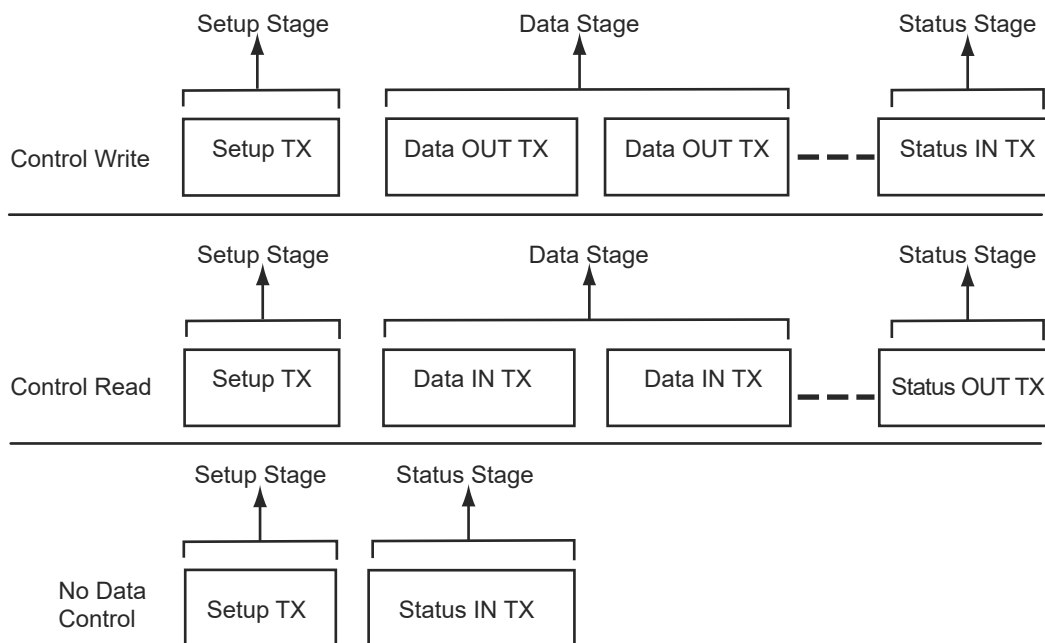 Setup Stage Data Stage Status Stage
Control Write Setup TX Data OUT TX Data OUT TX Status IN TX
Setup Stage Data Stage Status Stage
Control Read Setup TX Data IN TX Data IN TX Status OUT TX
Setup Stage Status Stage
No Data
Control
Setup TX Status IN TX